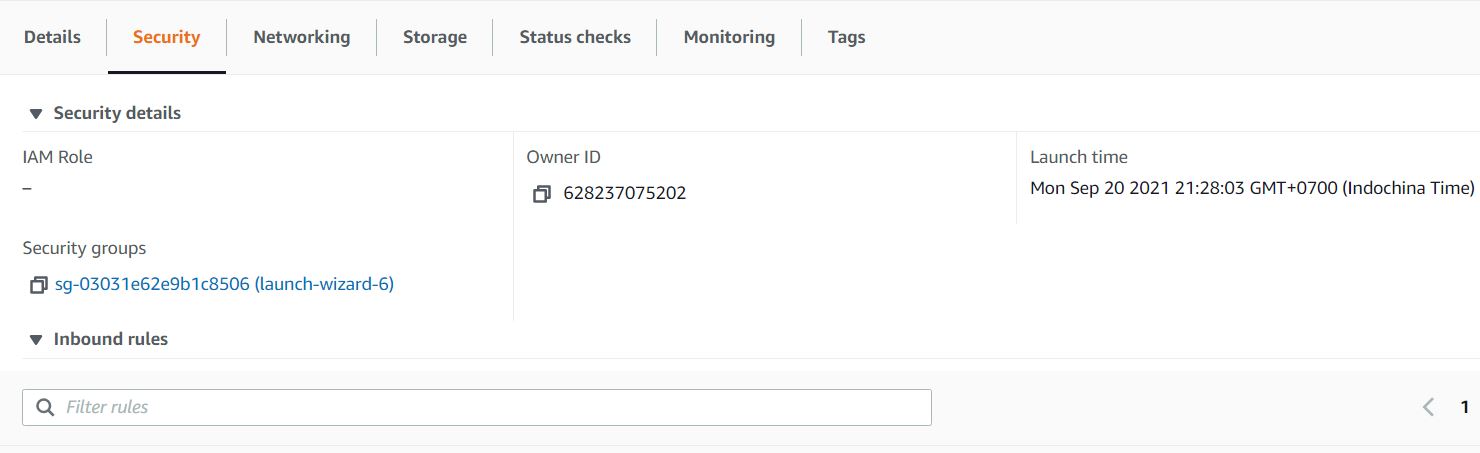 Details Security Networking Storage Status checks Monitoring Tags
Security details
IAM Role
–
Owner ID
628237075202
Launch time
Mon Sep 20 2021 21:28:03 GMT+0700 (Indochina Time)
Security groups
sg-03031e62e9b1c8506 (launch-wizard-6)
Inbound rules
Filter rules
1